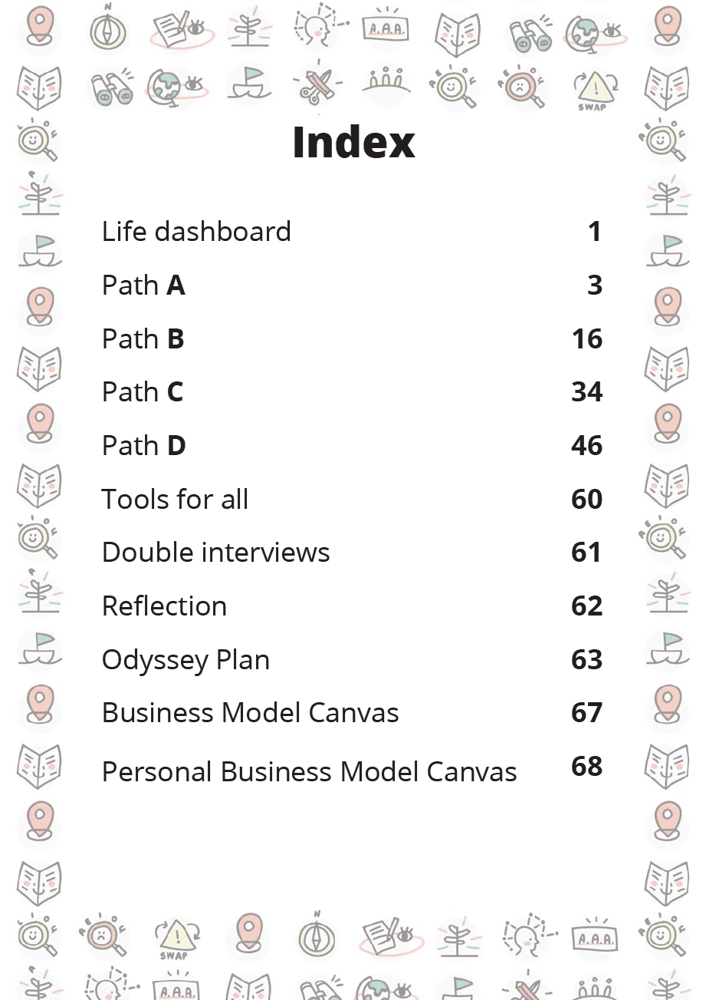 N
A.A.A.
SWAP
Index
Life dashboard 1
Path A 3
Path B 16
Path C 34
Path D 46
Tools for all 60
Double interviews 61
Reflection 62
Odyssey Plan 63
Business Model Canvas 67
Personal Business Model Canvas 68
N
SWAP
A.A.A.
A.A.A.